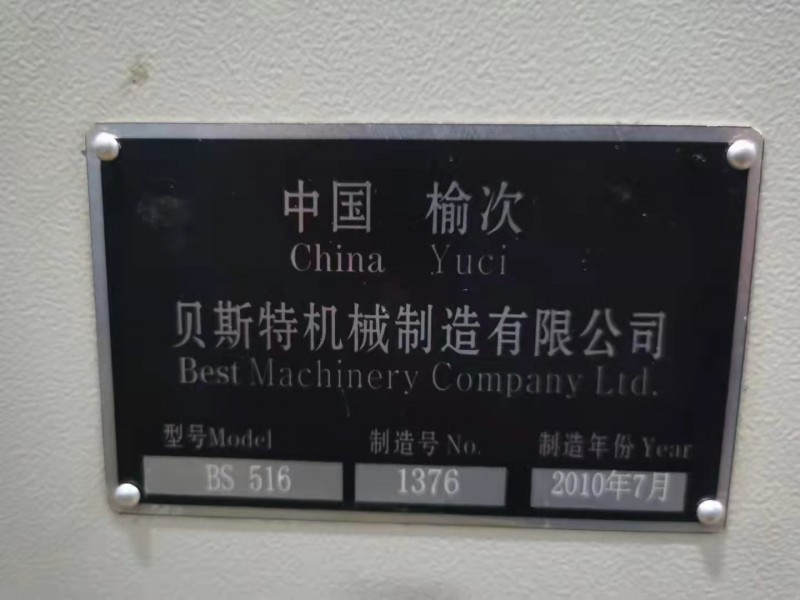 中国 榆次
China Yuci
贝斯特机械制造有限公司
Best Machinery Company Ltd.
型号Model 制造号No. 制造年份Year
BS 516 1376 2010年7月